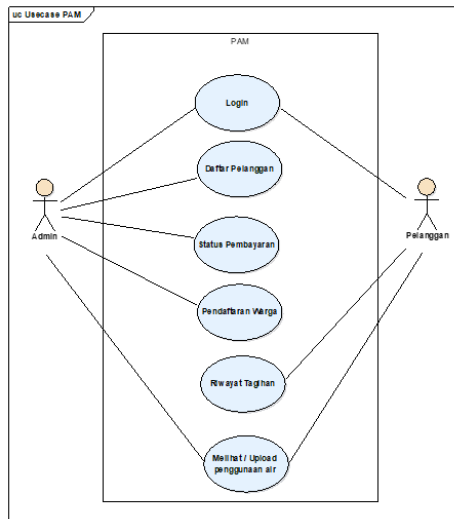 uc Usecase PAM
PAM
Login
Daftar Pelanggan
Admin
Pelanggan
Status Pembayaran
Pendaftaran Warga
Riwayat Tagihan
Melihat / Upload
penggunaan air